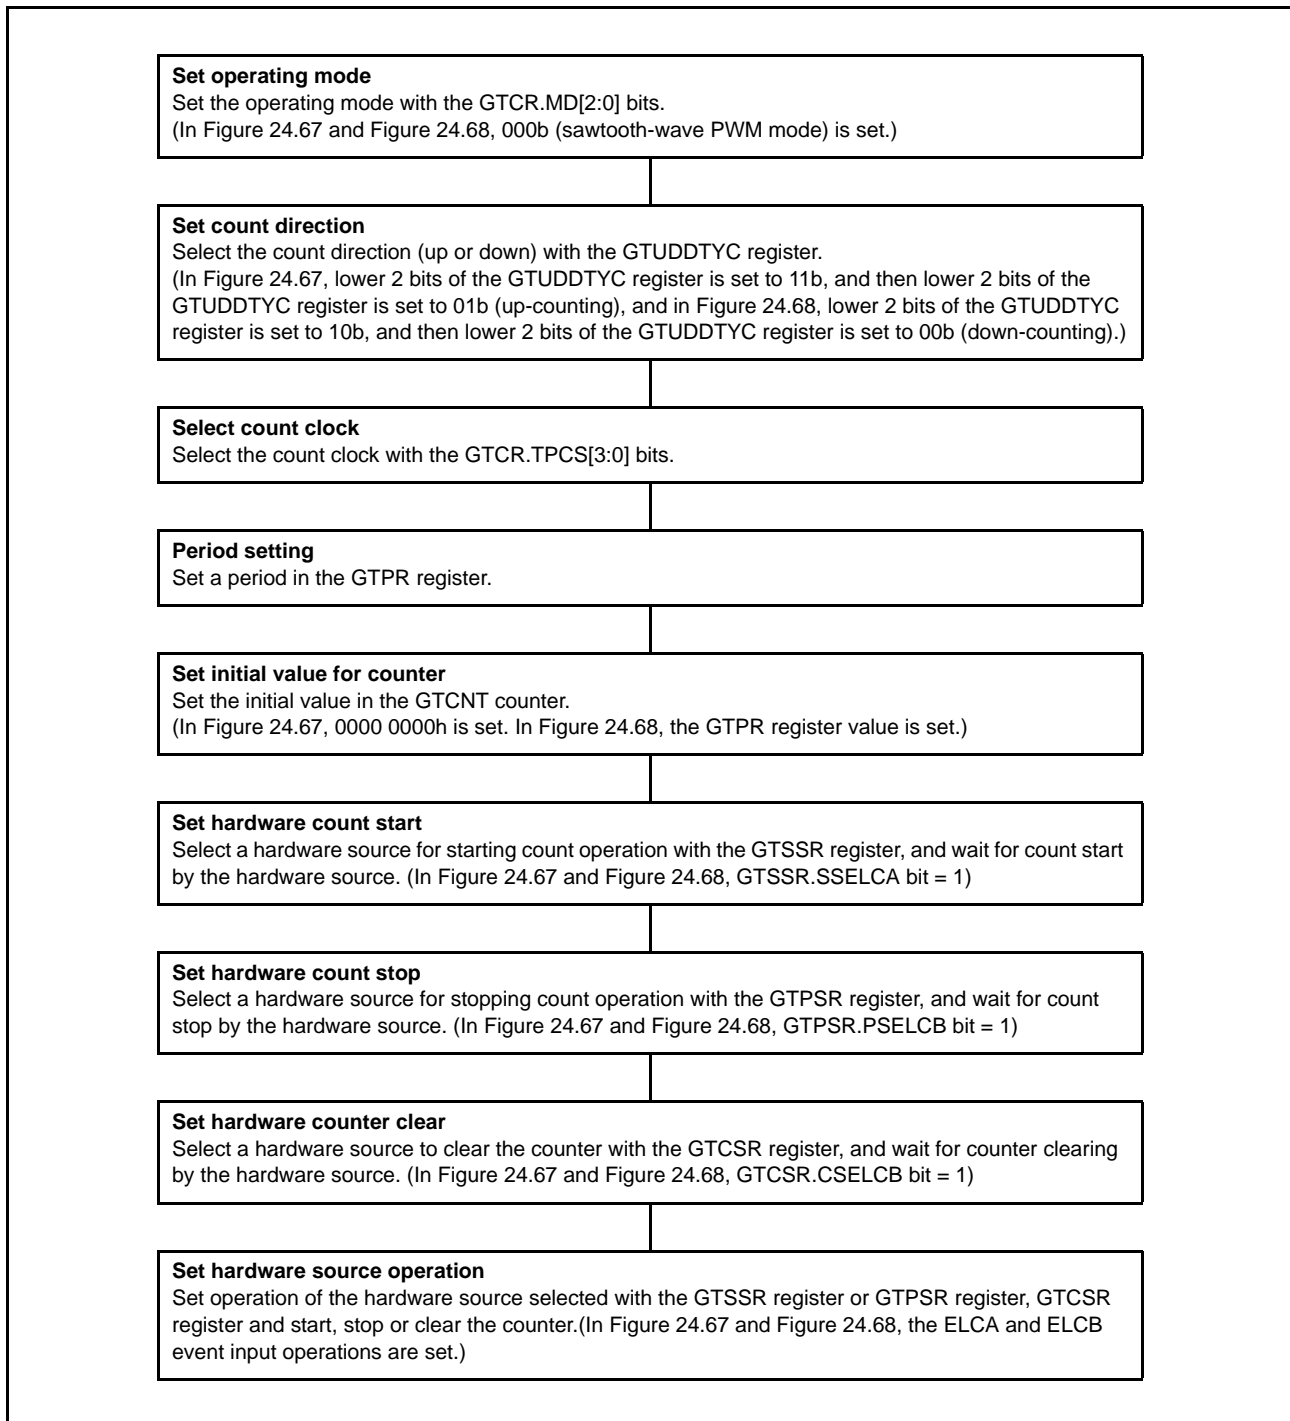 Set operating mode
Set the operating mode with the GTCR.MD[2:0] bits.
(In Figure 24.67 and Figure 24.68, 000b (sawtooth-wave PWM mode) is set.)
Set count direction
Select the count direction (up or down) with the GTUDDTYC register.
(In Figure 24.67, lower 2 bits of the GTUDDTYC register is set to 11b, and then lower 2 bits of the
GTUDDTYC register is set to 01b (up-counting), and in Figure 24.68, lower 2 bits of the GTUDDTYC
register is set to 10b, and then lower 2 bits of the GTUDDTYC register is set to 00b (down-counting).)
Select count clock
Select the count clock with the GTCR.TPCS[3:0] bits.
Period setting
Set a period in the GTPR register.
Set initial value for counter
Set the initial value in the GTCNT counter.
(In Figure 24.67, 0000 0000h is set. In Figure 24.68, the GTPR register value is set.)
Set hardware count start
Select a hardware source for starting count operation with the GTSSR register, and wait for count start
by the hardware source. (In Figure 24.67 and Figure 24.68, GTSSR.SSELCA bit = 1)
Set hardware count stop
Select a hardware source for stopping count operation with the GTPSR register, and wait for count
stop by the hardware source. (In Figure 24.67 and Figure 24.68, GTPSR.PSELCB bit = 1)
Set hardware counter clear
Select a hardware source to clear the counter with the GTCSR register, and wait for counter clearing
by the hardware source. (In Figure 24.67 and Figure 24.68, GTCSR.CSELCB bit = 1)
Set hardware source operation
Set operation of the hardware source selected with the GTSSR register or GTPSR register, GTCSR
register and start, stop or clear the counter.(In Figure 24.67 and Figure 24.68, the ELCA and ELCB
event input operations are set.)